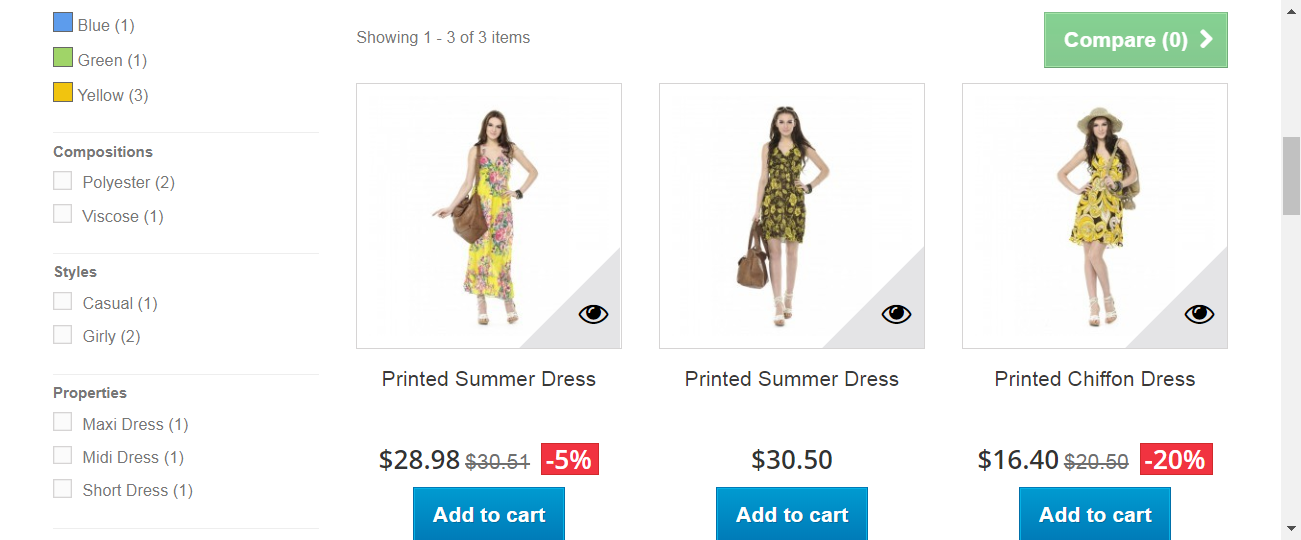 Blue (1)
Green (1)
Yellow (3)
Compositions
Polyester (2)
Viscose (1)
Styles
Casual (1)
Girly (2)
Properties
Maxi Dress (1)
Midi Dress (1)
Short Dress (1)
Showing 1 - 3 of 3 items
Compare (0)
Printed Summer Dress
$28.98 $30.51 -5%
Add to cart
Printed Summer Dress
$30.50
Add to cart
Printed Chiffon Dress
$16.40 $20.50 -20%
Add to cart